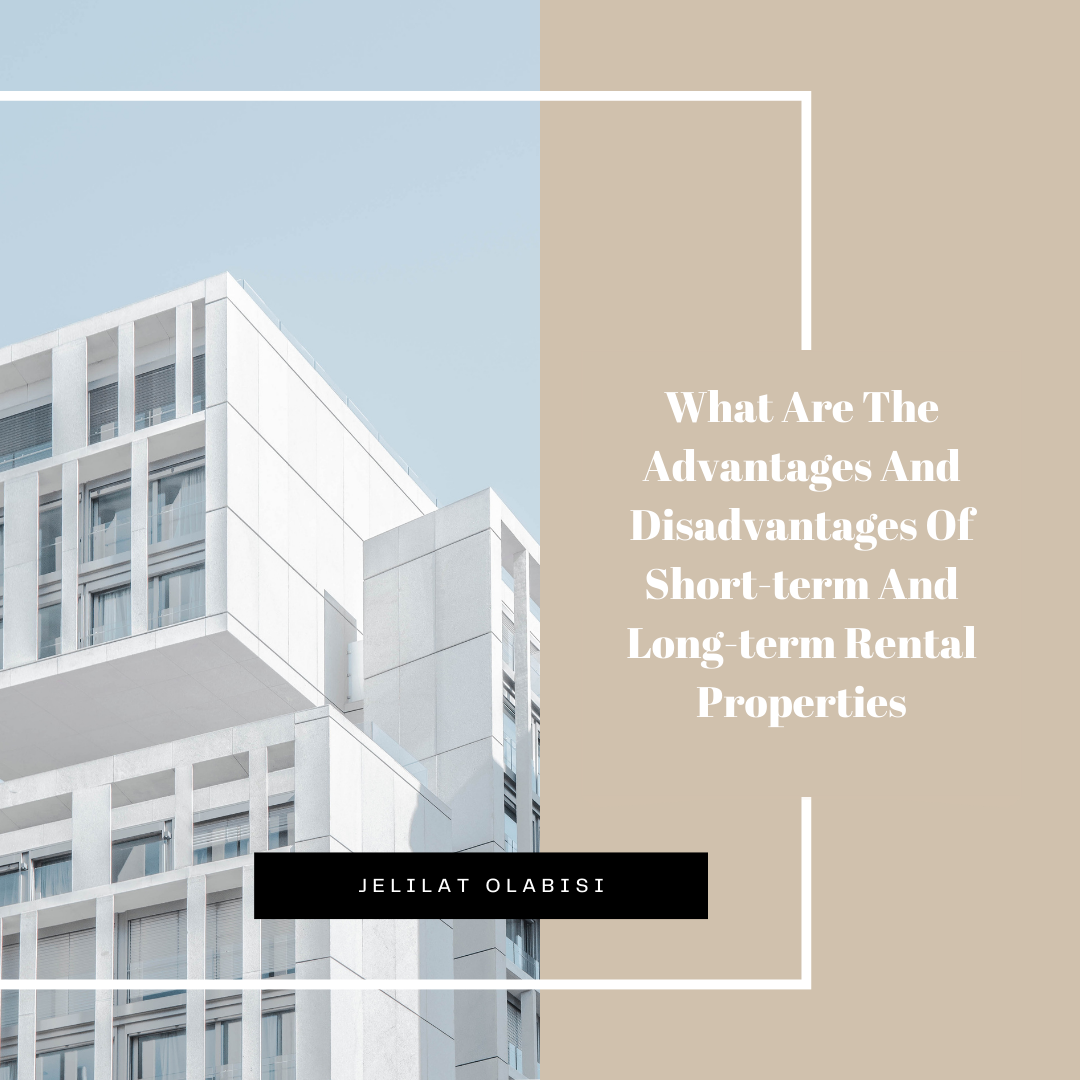 What Are The
Advantages And
Disadvantages Of
Short-term And
Long-term Rental
Properties
JELILAT OLABISI